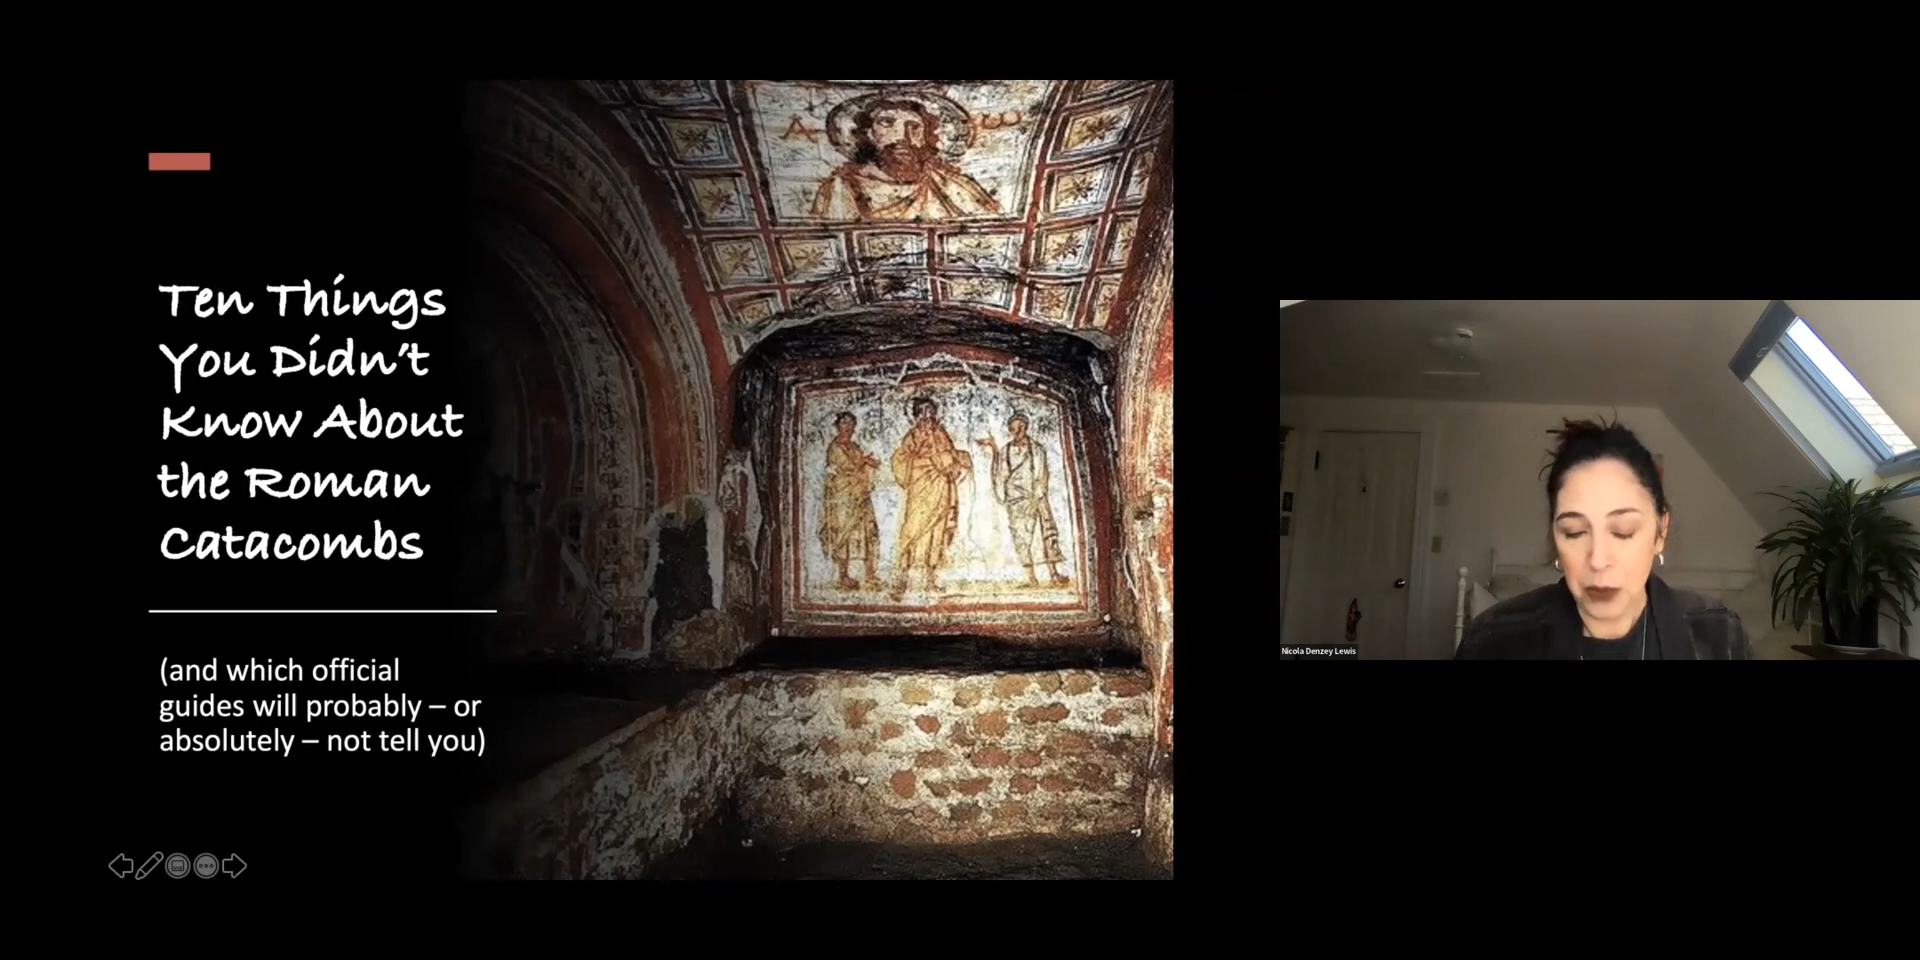 Ten Things
You Didn't
Know About
the Roman
Catacombs
(and which official
guides will probably – or
absolutely – not tell you)
Α ω
Nicola Denzey Lewis